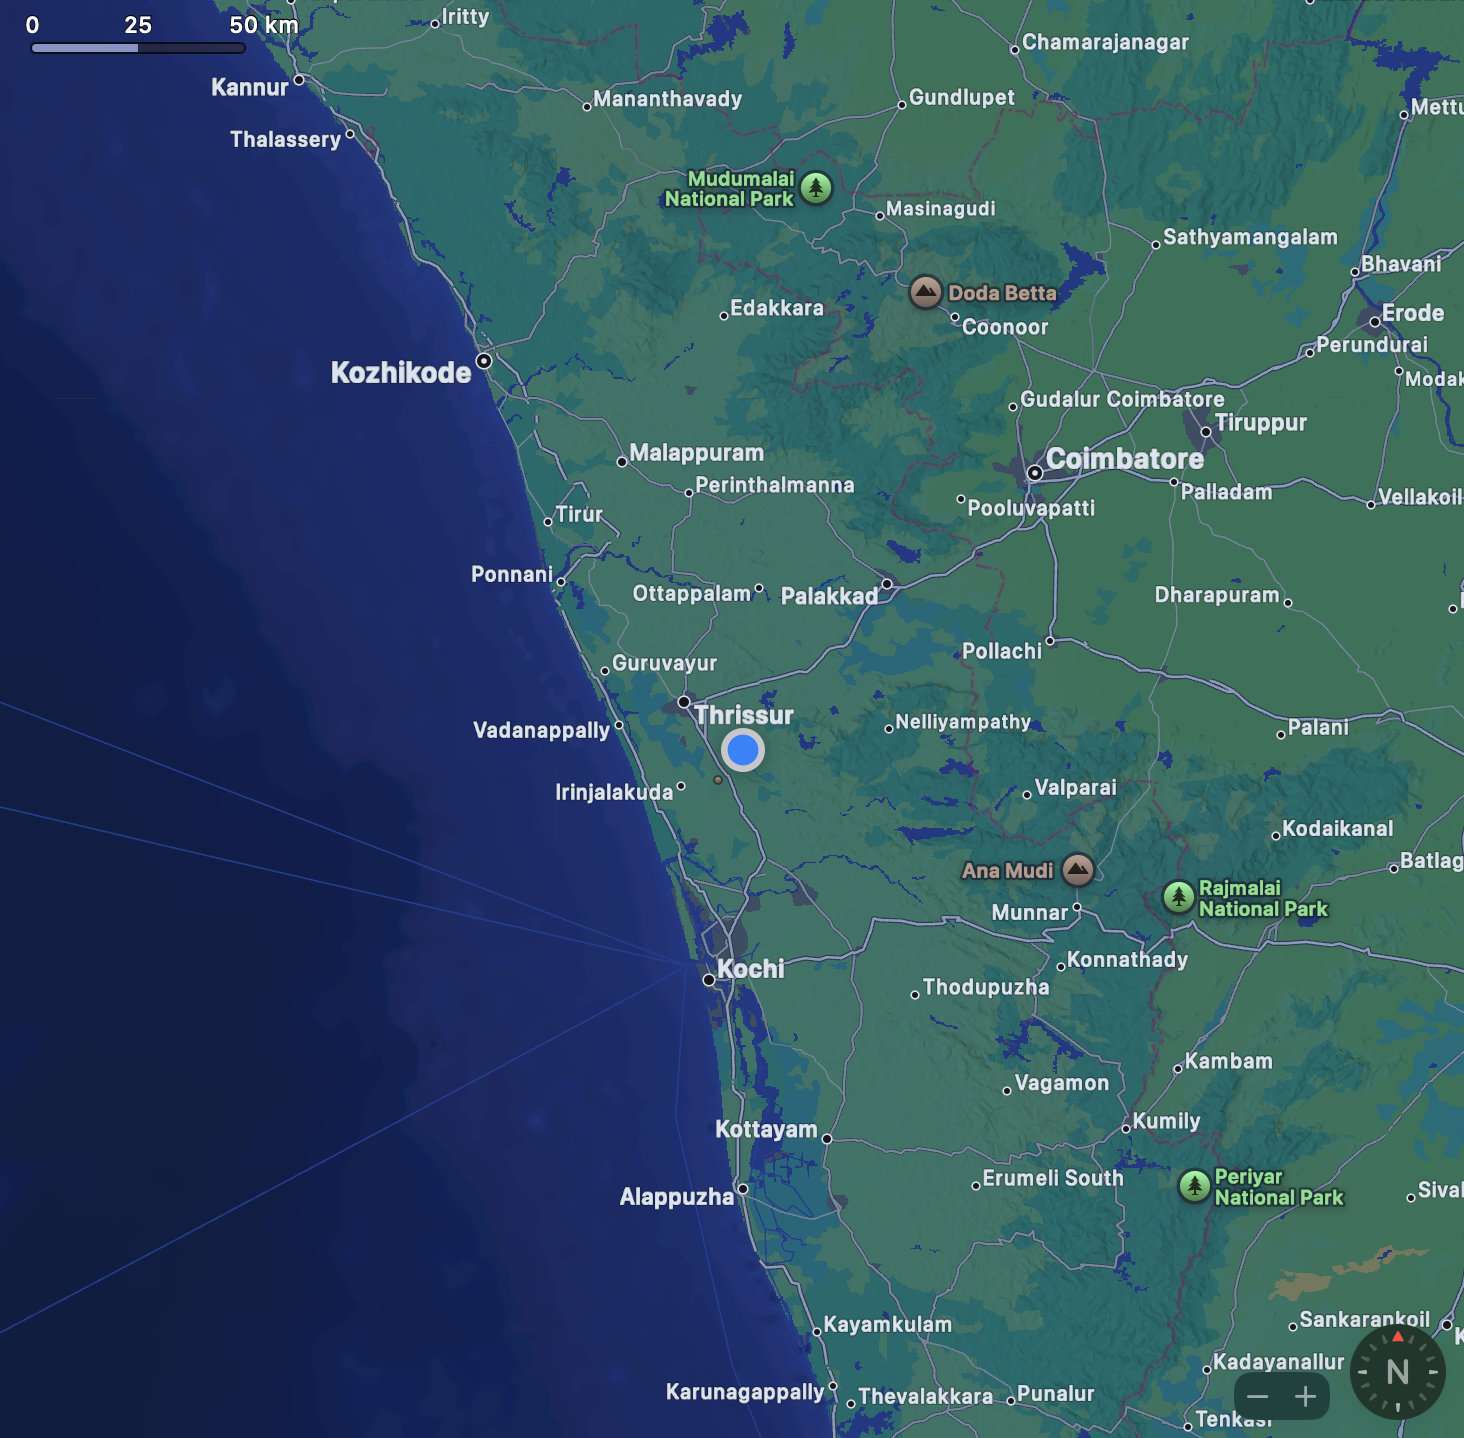 0 25 50 km
Iritty
Chamarajanagar
Kannur
Mananthavady
Gundlupet
Thalassery
Mudumalai
National Park
Masinagudi
Sathyamangalam
Bhavani
Doda Betta
Edakkara
Coonoor
Erode
Perundurai
Kozhikode
Gudalur Coimbatore
Tiruppur
Malappuram
Coimbatore
Perinthalmanna
Palladam
Vellakoil
Pooluvapatti
Tirur
Ponnani
Ottappalam
Palakkad
Dharapuram
Pollachi
Guruvayur
Thrissur
Nelliyampathy
Vadanappally
Palani
Irinjalakuda
Valparai
Kodaikanal
Batlag
Ana Mudi
Rajmalai
National Park
Munnar
Kochi
Konnathady
Thodupuzha
Kambam
Vagamon
Kumily
Kottayam
Erumeli South
Periyar
National Park
Alappuzha
Sival
Kayamkulam
Sankarankoil
Kadayanallur
N
Karunagappally
Thevalakkara
Punalur
Tenkasi
Mettu
Modak